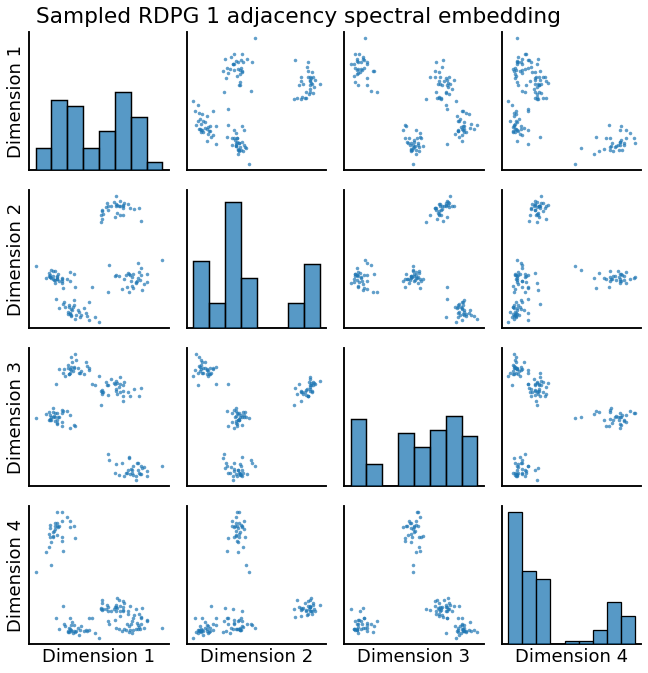 Sampled RDPG 1 adjacency spectral embedding
Dimension 1
Dimension 2
Dimension 3
Dimension 4
Dimension 1 Dimension 2 Dimension 3 Dimension 4